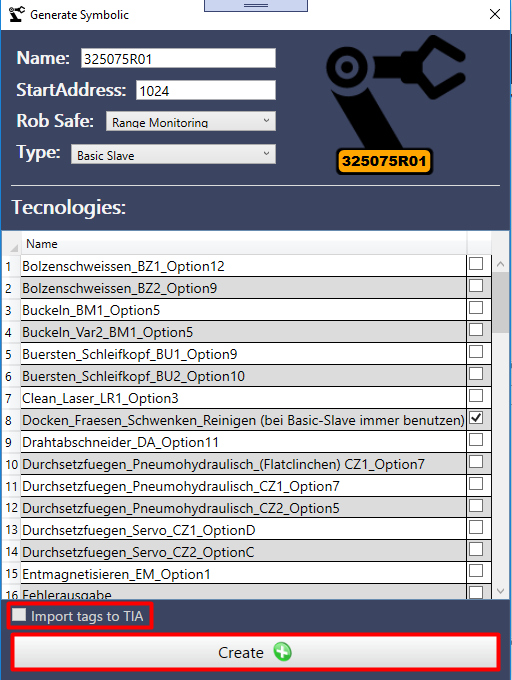 Generate Symbolic
Name: 325075R01
StartAddress: 1024
Rob Safe: Range Monitoring
Type: Basic Slave
325075R01
Tecnologies:
Name
1 Bolzenschweissen_BZ1_Option12
2 Bolzenschweissen_BZ2_Option9
3 Buckeln_BM1_Option5
4 Buckeln_Var2_BM1_Option5
5 Buersten_Schleifkopf_BU1_Option9
6 Buersten_Schleifkopf_BU2_Option10
7 Clean_Laser_LR1_Option3
8 Docken_Fraesen_Schwenken_Reinigen (bei Basic-Slave immer benutzen)
9 Drahtabschneider_DA_Option11
10 Durchsetzfuegen_Pneumohydraulisch_(Flatclinchen) CZ1_Option7
11 Durchsetzfuegen_Pneumohydraulisch_CZ1_Option7
12 Durchsetzfuegen_Pneumohydraulisch_CZ2_Option5
13 Durchsetzfuegen_Servo_CZ1_OptionD
14 Durchsetzfuegen_Servo_CZ2_OptionC
15 Entmagnetisieren_EM_Option1
16 Fehlerausgabe
Import tags to TIA
Create